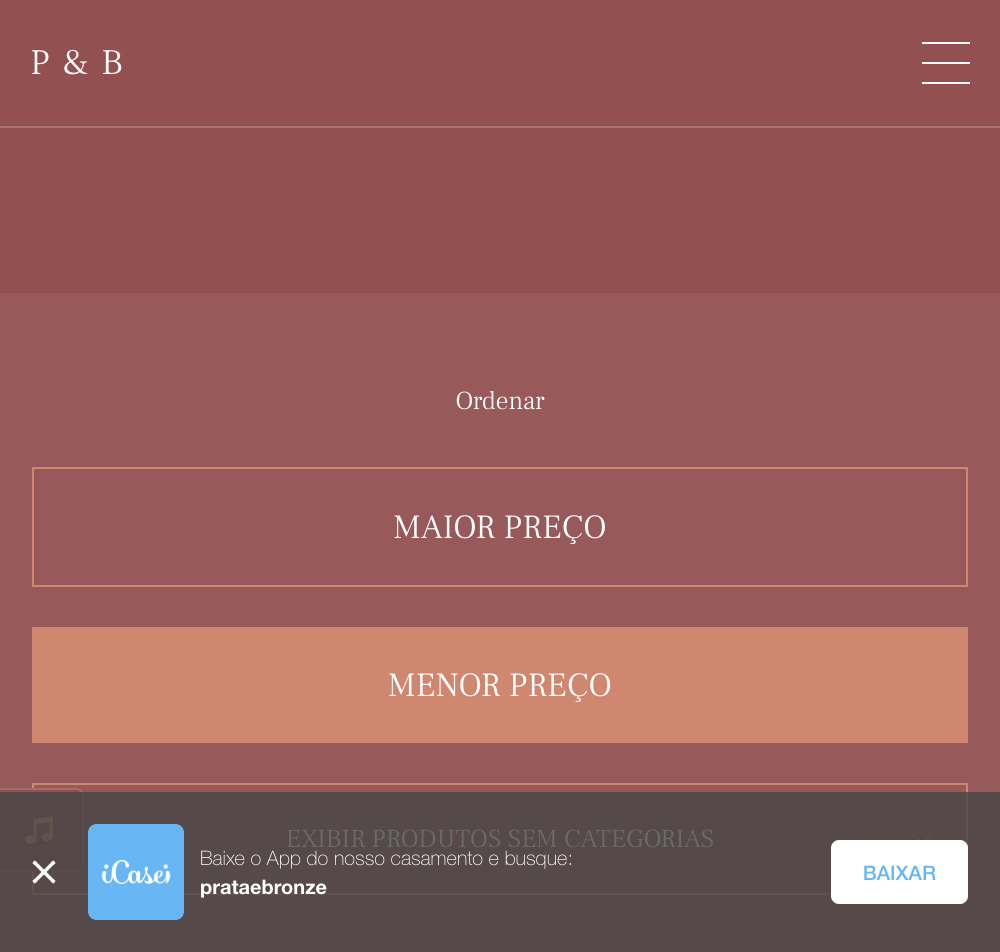 P & B
Ordenar
MAIOR PREÇO
MENOR PREÇO
EXIBIR PRODUTOS SEM CATEGORIAS
iCasei
Baixe o App do nosso casamento e busque:
prataebronze
BAIXAR